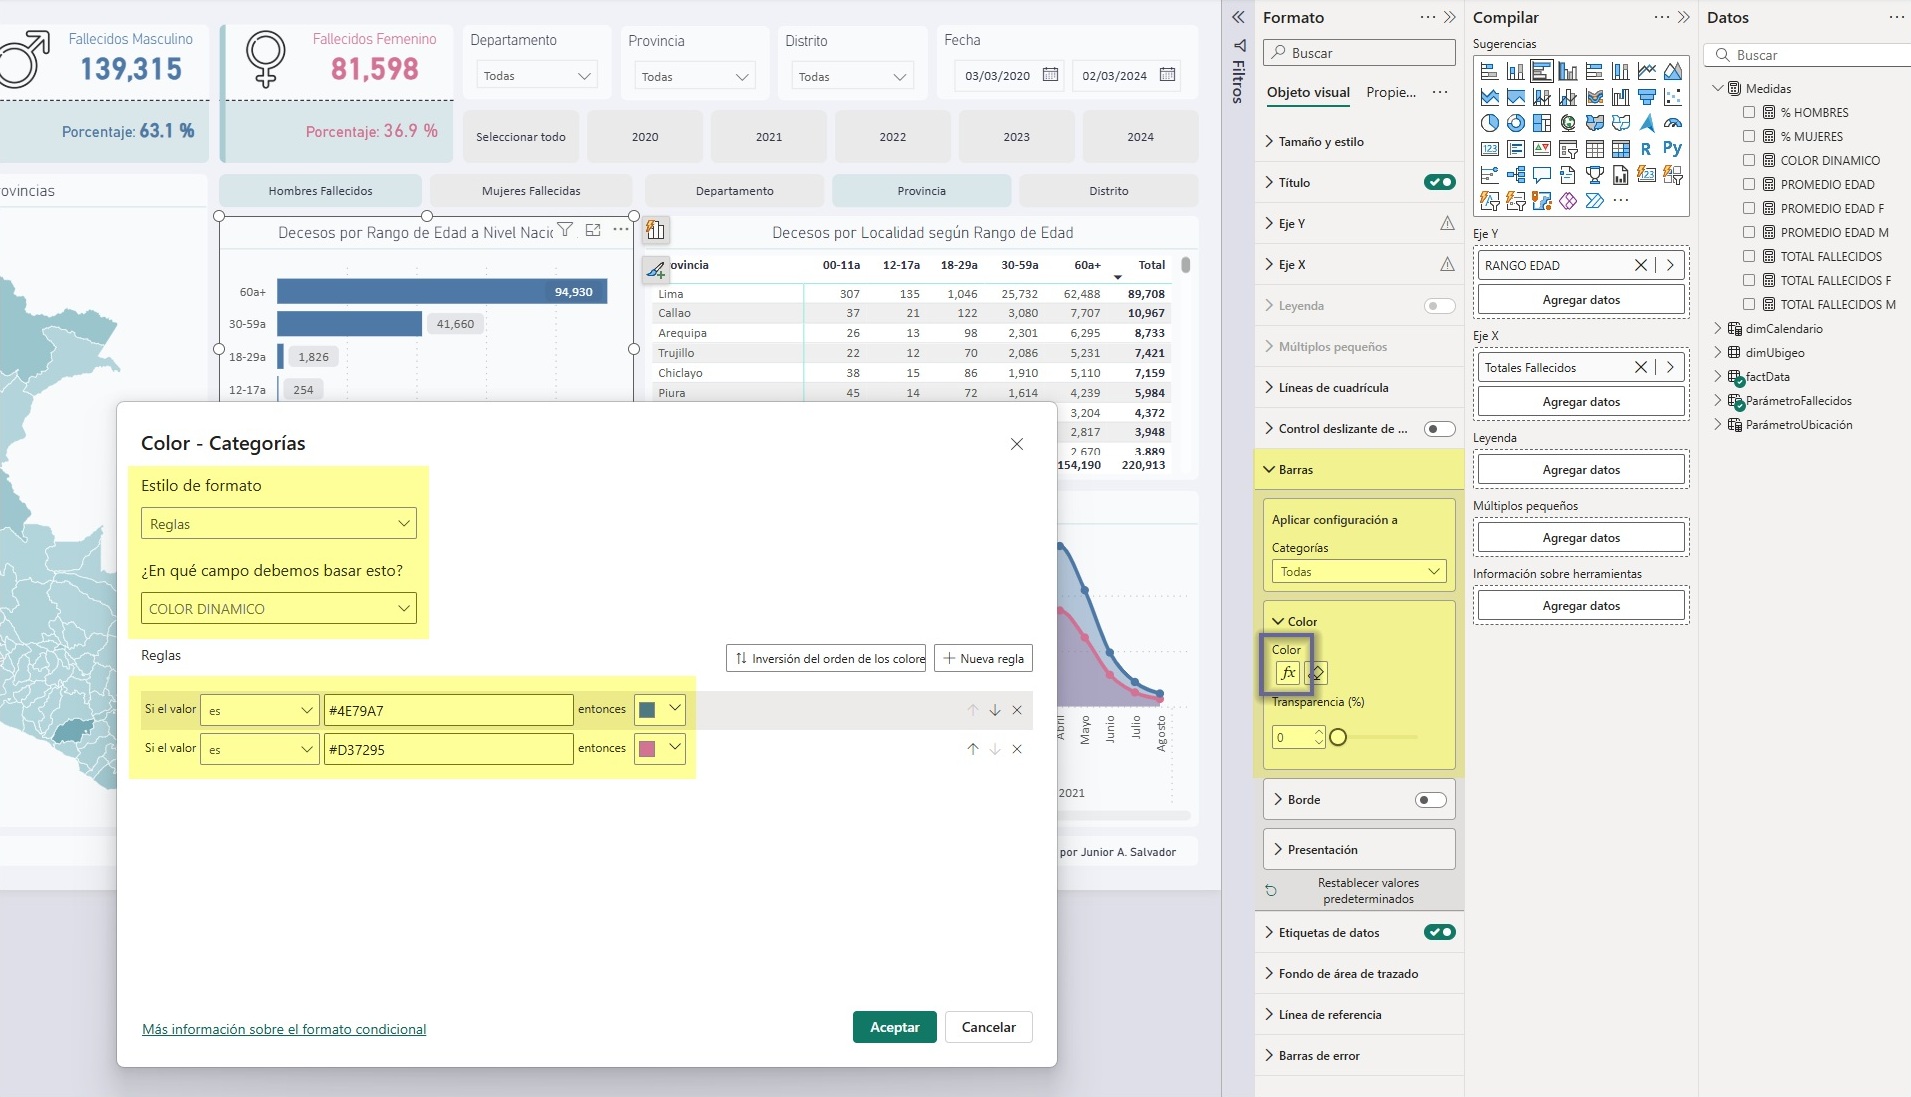 Fallecidos Masculino
139,315
Porcentaje: 63.1 %
Fallecidos Femenino
81,598
Porcentaje: 36.9 %
Departamento
Todas
Provincia
Todas
Distrito
Todas
Fecha
03/03/2020
02/03/2024
Seleccionar todo
2020
2021
2022
2023
2024
ovincias
Hombres Fallecidos
Mujeres Fallecidas
Departamento
Provincia
Distrito
Decesos por Rango de Edad a Nivel Nacio
60a+
94,930
30-59a
41,660
18-29a
1,826
12-17a
254
Decesos por Localidad según Rango de Edad
ovincia 00-11a 12-17a 18-29a 30-59a 60a+ Total
Lima 307 135 1,046 25,732 62,488 89,708
Callao 37 21 122 3,080 7,707 10,967
Arequipa 26 13 98 2,301 6,295 8,733
Trujillo 22 12 70 2,086 5,231 7,421
Chiclayo 38 15 86 1,910 5,110 7,159
Piura 45 14 72 1,614 4,239 5,984
3,204 4,372
2,817 3,948
2,670 3,889
154,190 220,913
Abril
Mayo
Junio
Julio
Agosto
2021
por Junior A. Salvador
Color - Categorías
Estilo de formato
Reglas
¿En qué campo debemos basar esto?
COLOR DINAMICO
Reglas
Inversión del orden de los colore
Nueva regla
Si el valor es #4E79A7 entonces
Si el valor es #D37295 entonces
Más información sobre el formato condicional
Aceptar
Cancelar
Filtros
Formato
Buscar
Objeto visual
Propie...
Tamaño y estilo
Título
Eje Y
Eje X
Leyenda
Múltiplos pequeños
Líneas de cuadrícula
Control deslizante de ...
Barras
Aplicar configuración a
Categorías
Todas
Color
Color
fx
Transparencia (%)
0
Borde
Presentación
Restablecer valores
predeterminados
Etiquetas de datos
Fondo de área de trazado
Línea de referencia
Barras de error
Compilar
Sugerencias
123
R
Py
123
Eje Y
RANGO EDAD
Agregar datos
Eje X
Totales Fallecidos
Agregar datos
Leyenda
Agregar datos
Múltiplos pequeños
Agregar datos
Información sobre herramientas
Agregar datos
Datos
Buscar
Medidas
% HOMBRES
% MUJERES
COLOR DINAMICO
PROMEDIO EDAD
PROMEDIO EDAD F
PROMEDIO EDAD M
TOTAL FALLECIDOS
TOTAL FALLECIDOS F
TOTAL FALLECIDOS M
dimCalendario
dimUbigeo
factData
ParámetroFallecidos
ParámetroUbicación